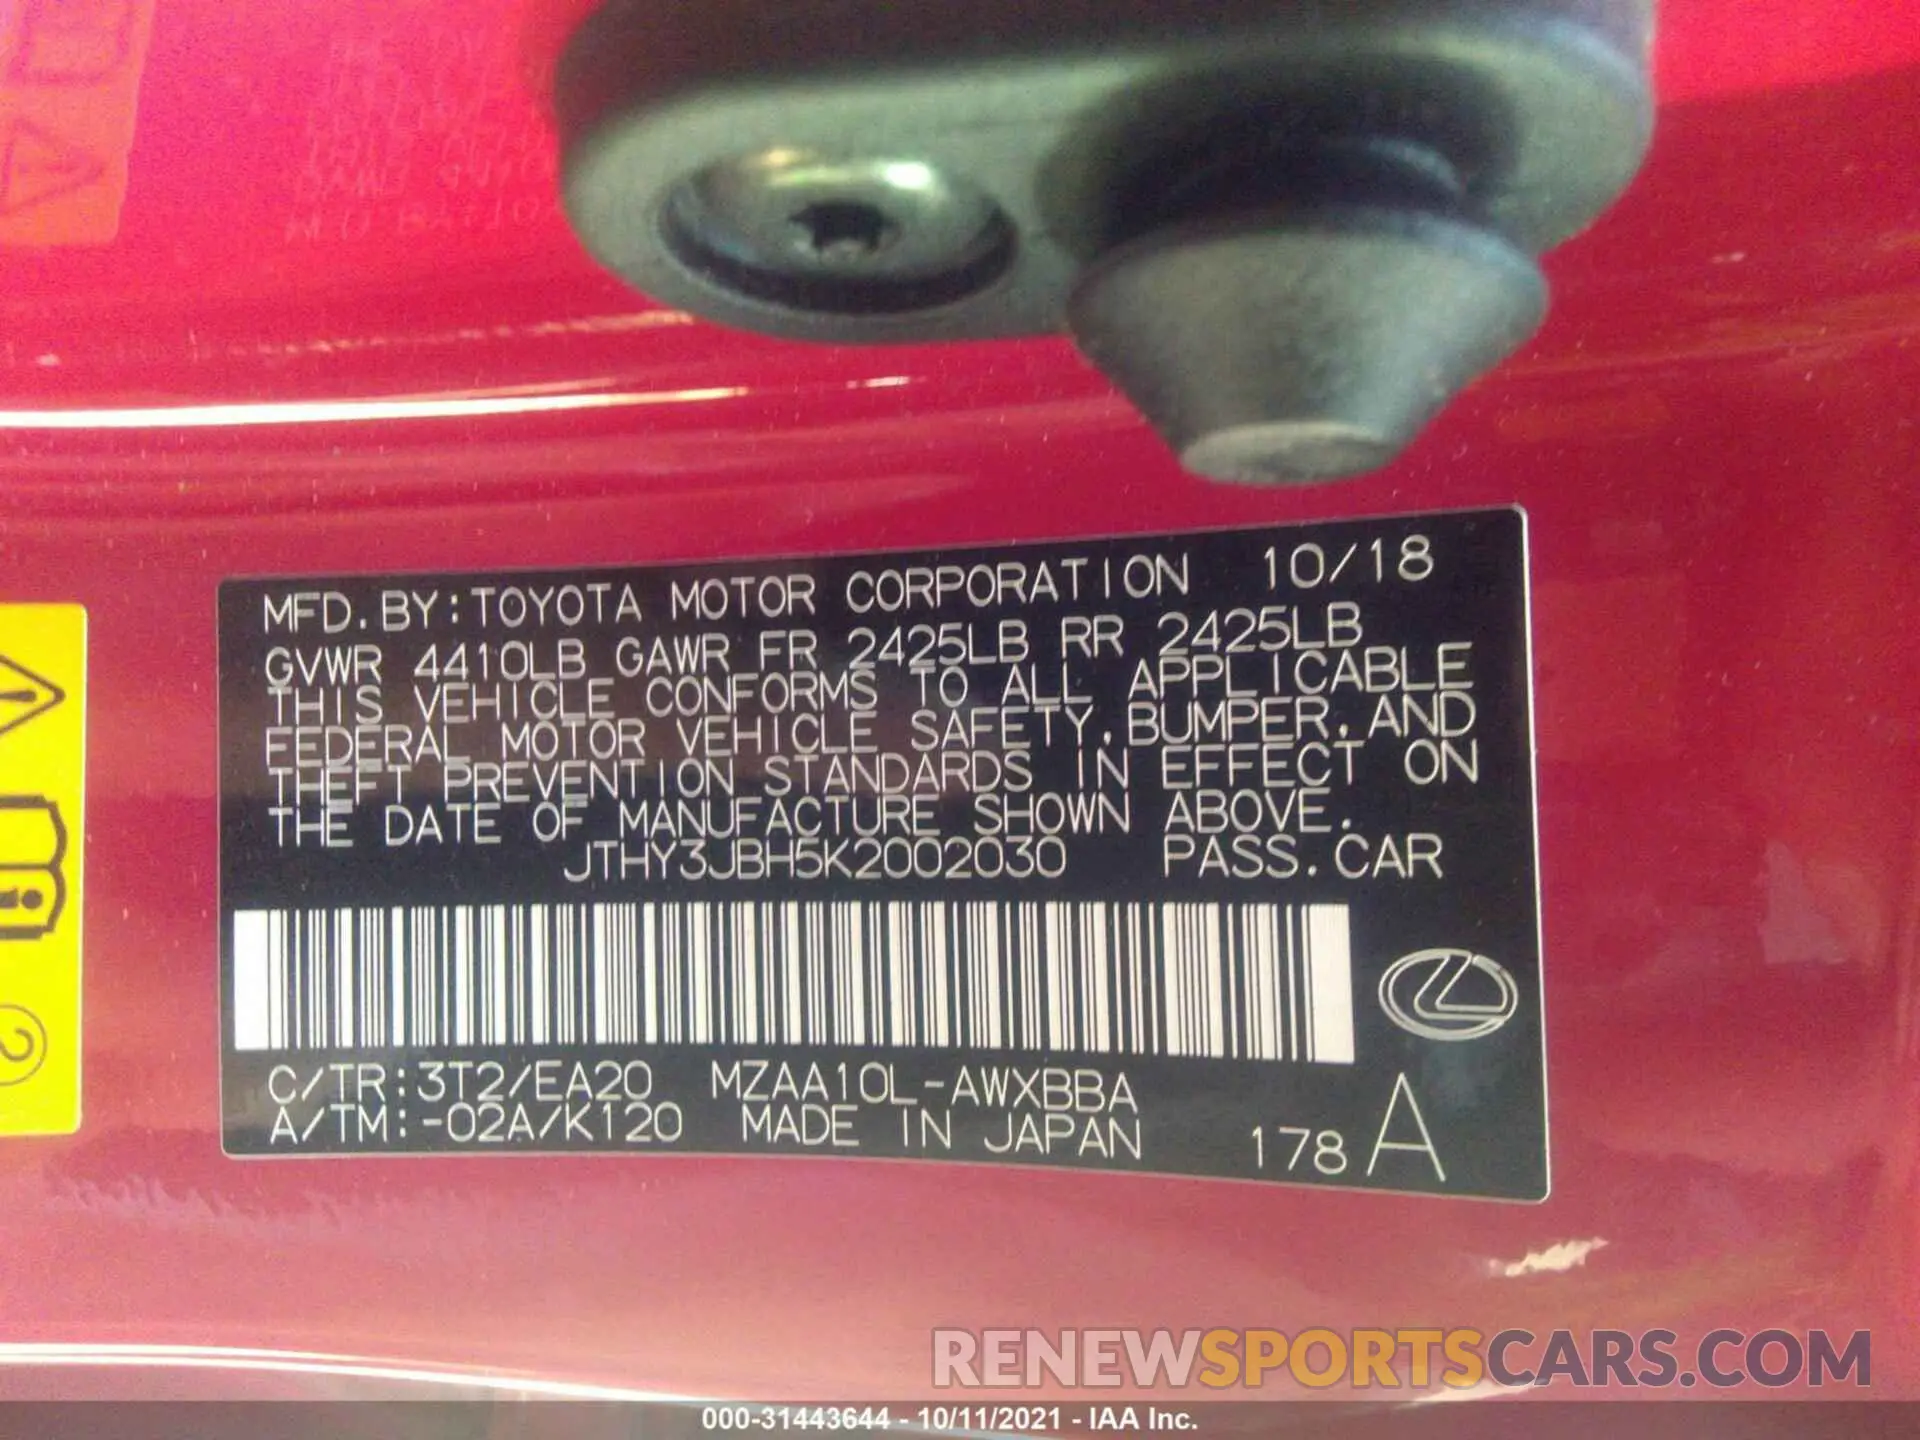 MFD.BY:TOYOTA MOTOR CORPORATION 10/18
GVWR 4410LB GAWR FR 2425LB RR 2425LB
THIS VEHICLE CONFORMS TO ALL APPLICABLE
FEDERAL MOTOR VEHICLE SAFETY,BUMPER,AND
THEFT PREVENTION STANDARDS IN EFFECT ON
THE DATE OF MANUFACTURE SHOWN ABOVE.
JTHY3JBH5K2002030 PASS.CAR
C/TR:3T2/EA20 MZAA10L-AWXBBA
A/TM:-02A/K120 MADE IN JAPAN 178 A
2
RENEWSPORTSCARS.COM
000-31443644 - 10/11/2021 - IAA Inc.